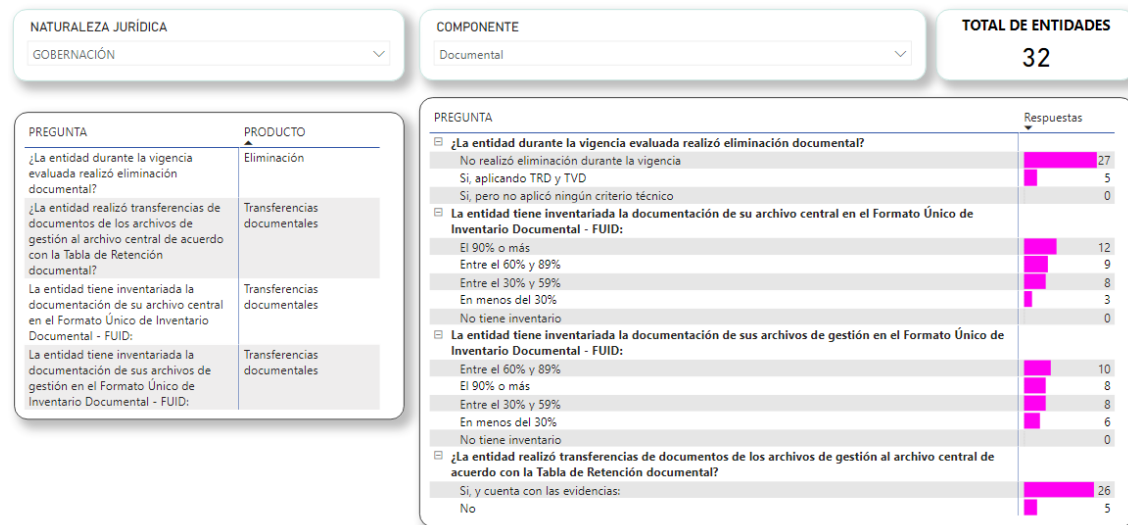 NATURALEZA JURÍDICA
GOBERNACIÓN
COMPONENTE
Documental
TOTAL DE ENTIDADES
32
PREGUNTA PRODUCTO
¿La entidad durante la vigencia Eliminación
evaluada realizó eliminación
documental?
¿La entidad realizó transferencias de Transferencias
documentos de los archivos de documentales
gestión al archivo central de acuerdo
con la Tabla de Retención
documental?
La entidad tiene inventariada la Transferencias
documentación de su archivo central documentales
en el Formato Único de Inventario
Documental - FUID:
La entidad tiene inventariada la Transferencias
documentación de sus archivos de documentales
gestión en el Formato Único de
Inventario Documental - FUID:
PREGUNTA Respuestas
¿La entidad durante la vigencia evaluada realizó eliminación documental?
No realizó eliminación durante la vigencia 27
Si, aplicando TRD y TVD 5
Si, pero no aplicó ningún criterio técnico 0
La entidad tiene inventariada la documentación de su archivo central en el Formato Único de
Inventario Documental - FUID:
El 90% o más 12
Entre el 60% y 89% 9
Entre el 30% y 59% 8
En menos del 30% 3
No tiene inventario 0
La entidad tiene inventariada la documentación de sus archivos de gestión en el Formato Único de
Inventario Documental - FUID:
Entre el 60% y 89% 10
El 90% o más 8
Entre el 30% y 59% 8
En menos del 30% 6
No tiene inventario 0
¿La entidad realizó transferencias de documentos de los archivos de gestión al archivo central de
acuerdo con la Tabla de Retención documental?
Si, y cuenta con las evidencias: 26
No 5